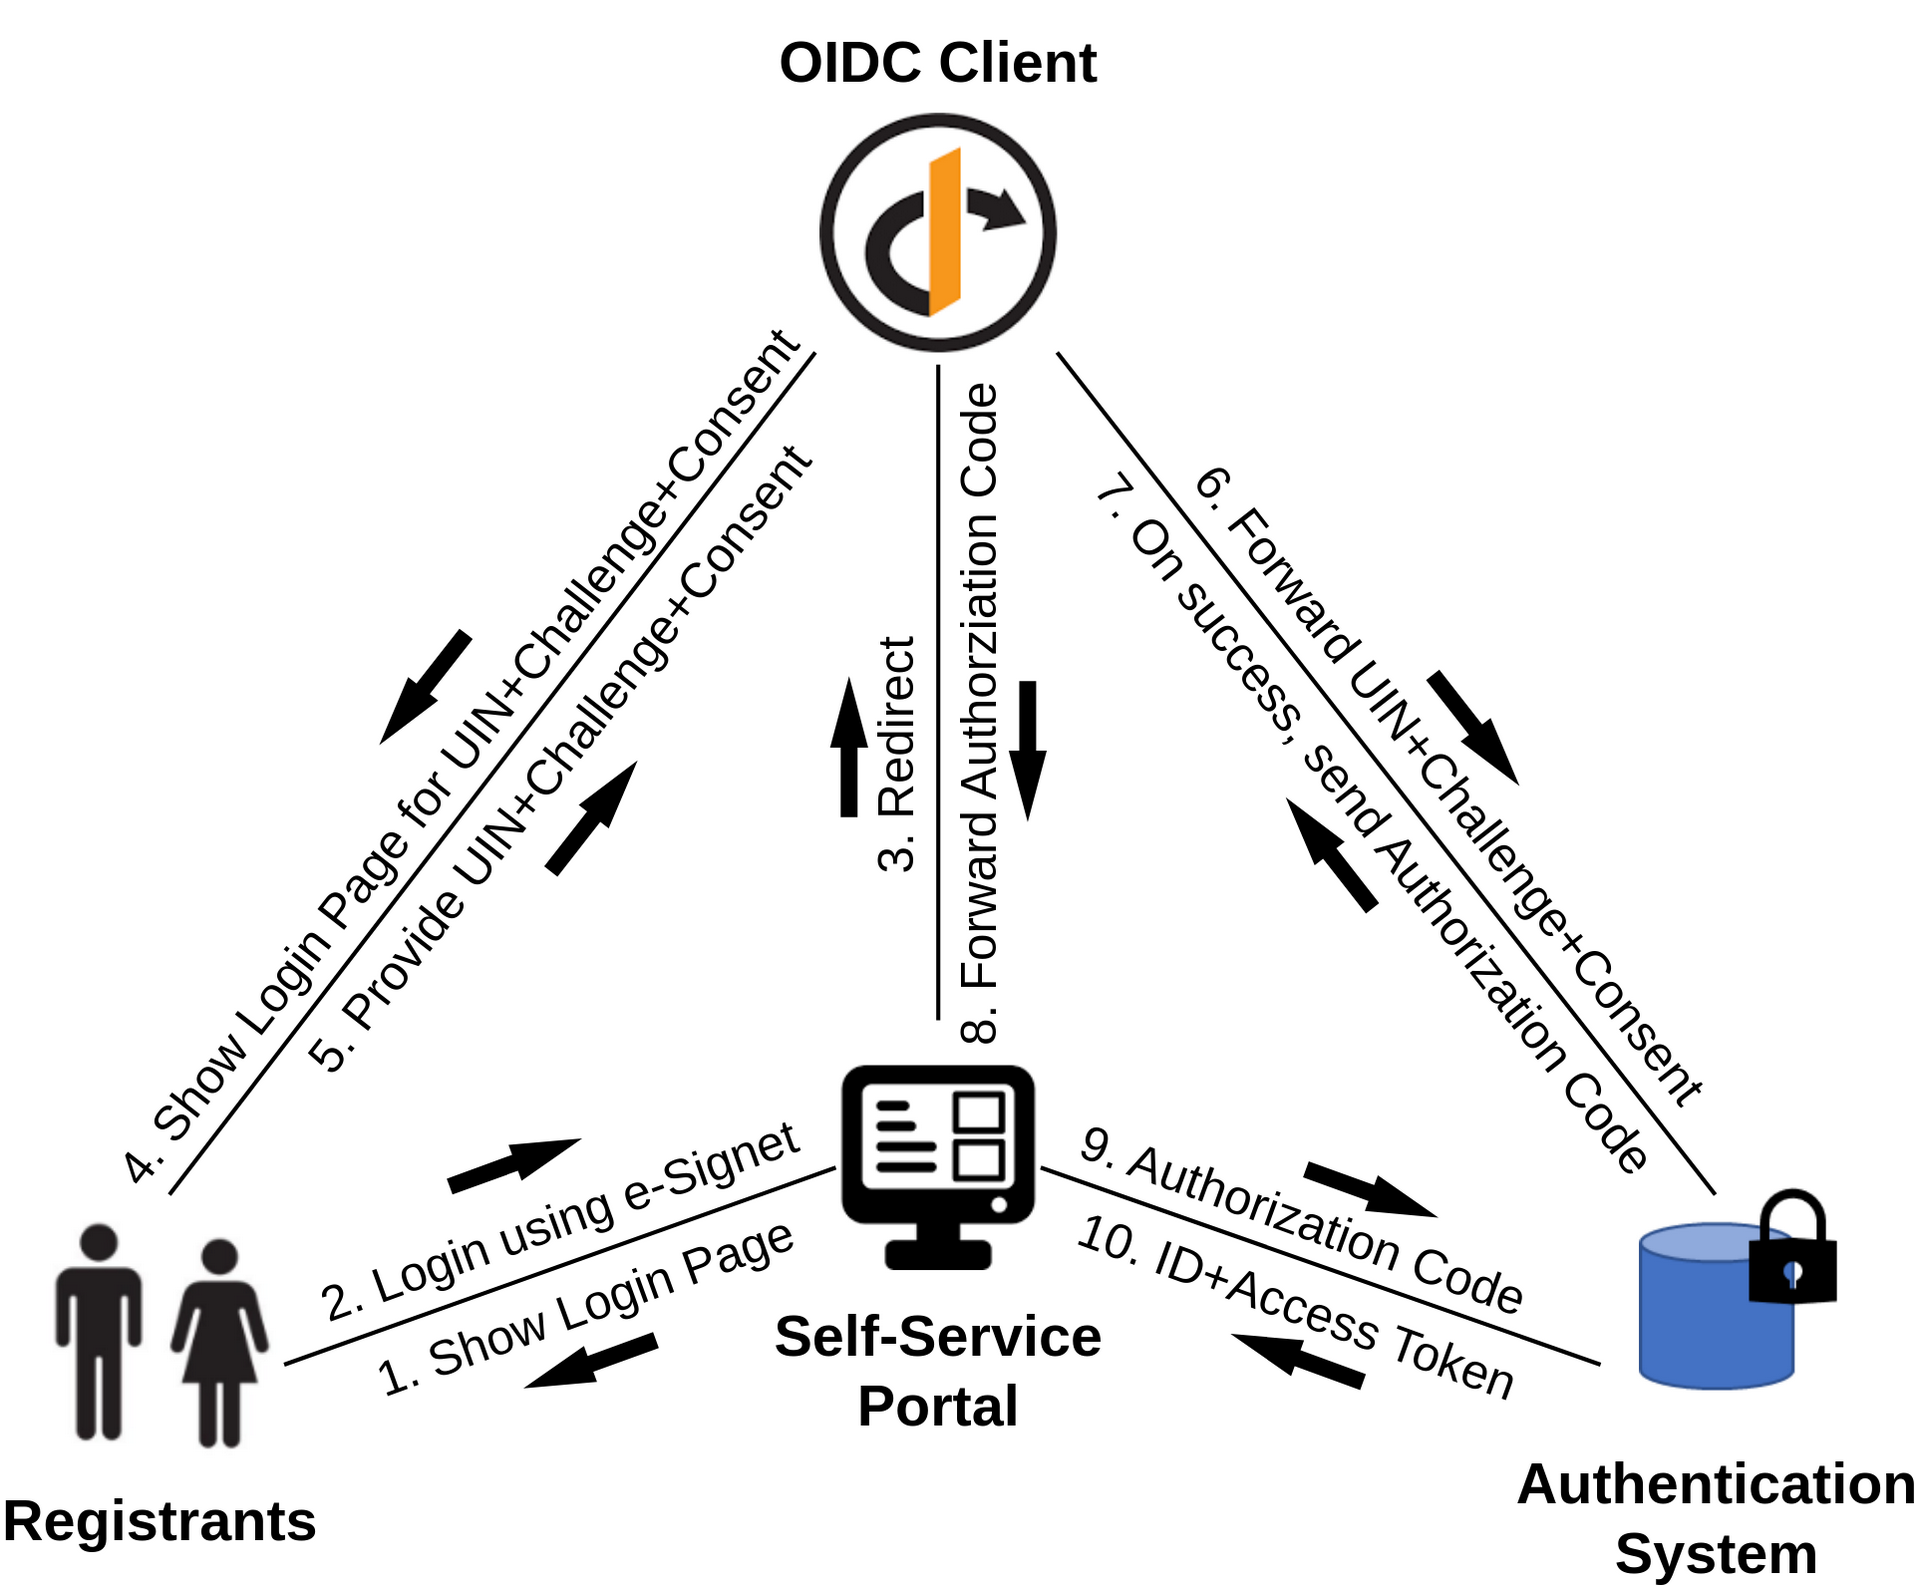 OIDC Client
4. Show Login Page for UIN+Challenge+Consent
5. Provide UIN+Challenge+Consent
3. Redirect
8. Forward Authorziation Code
6. Forward UIN+Challenge+Consent
7. On success, send Authorization Code
2. Login using e-Signet
1. Show Login Page
9. Authorization Code
10. ID+Access Token
Self-Service
Portal
Registrants
Authentication
System